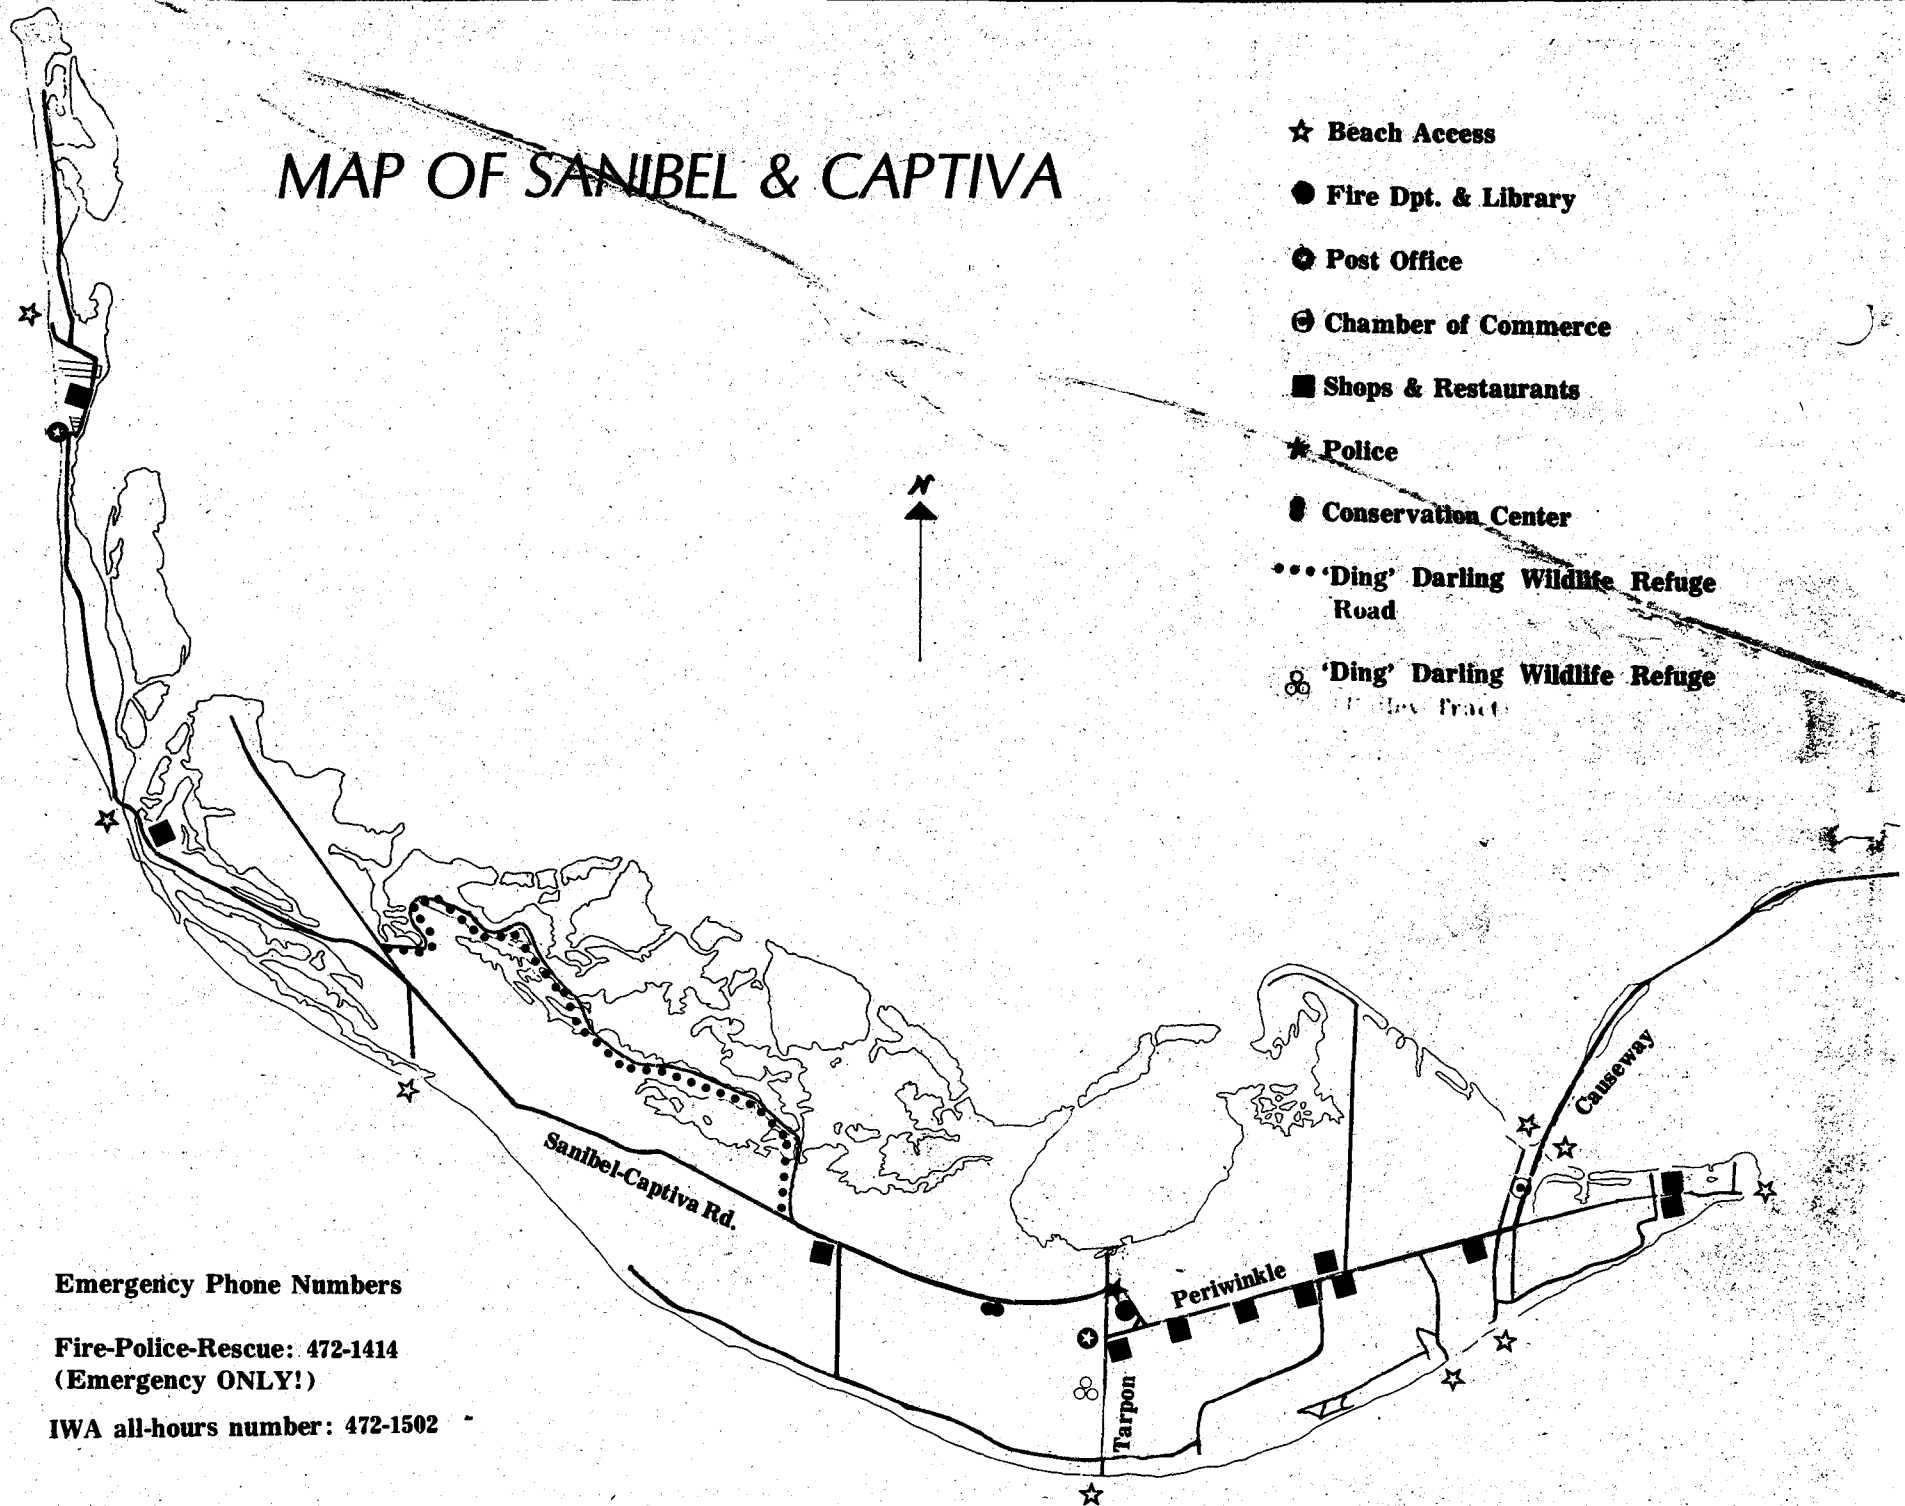 MAP OF SANIBEL & CAPTIVA
Beach Access
Fire Dpt. & Library
Post Office
Chamber of Commerce
Shops & Restaurants
Police
Conservation Center
'Ding' Darling Wildlife Refuge
Road
'Ding' Darling Wildlife Refuge
Tract
N
Causeway
Sanibel-Captiva Rd.
Periwinkle
Tarpon
Emergency Phone Numbers
Fire-Police-Rescue: 472-1414
(Emergency ONLY!)
IWA all-hours number: 472-1502